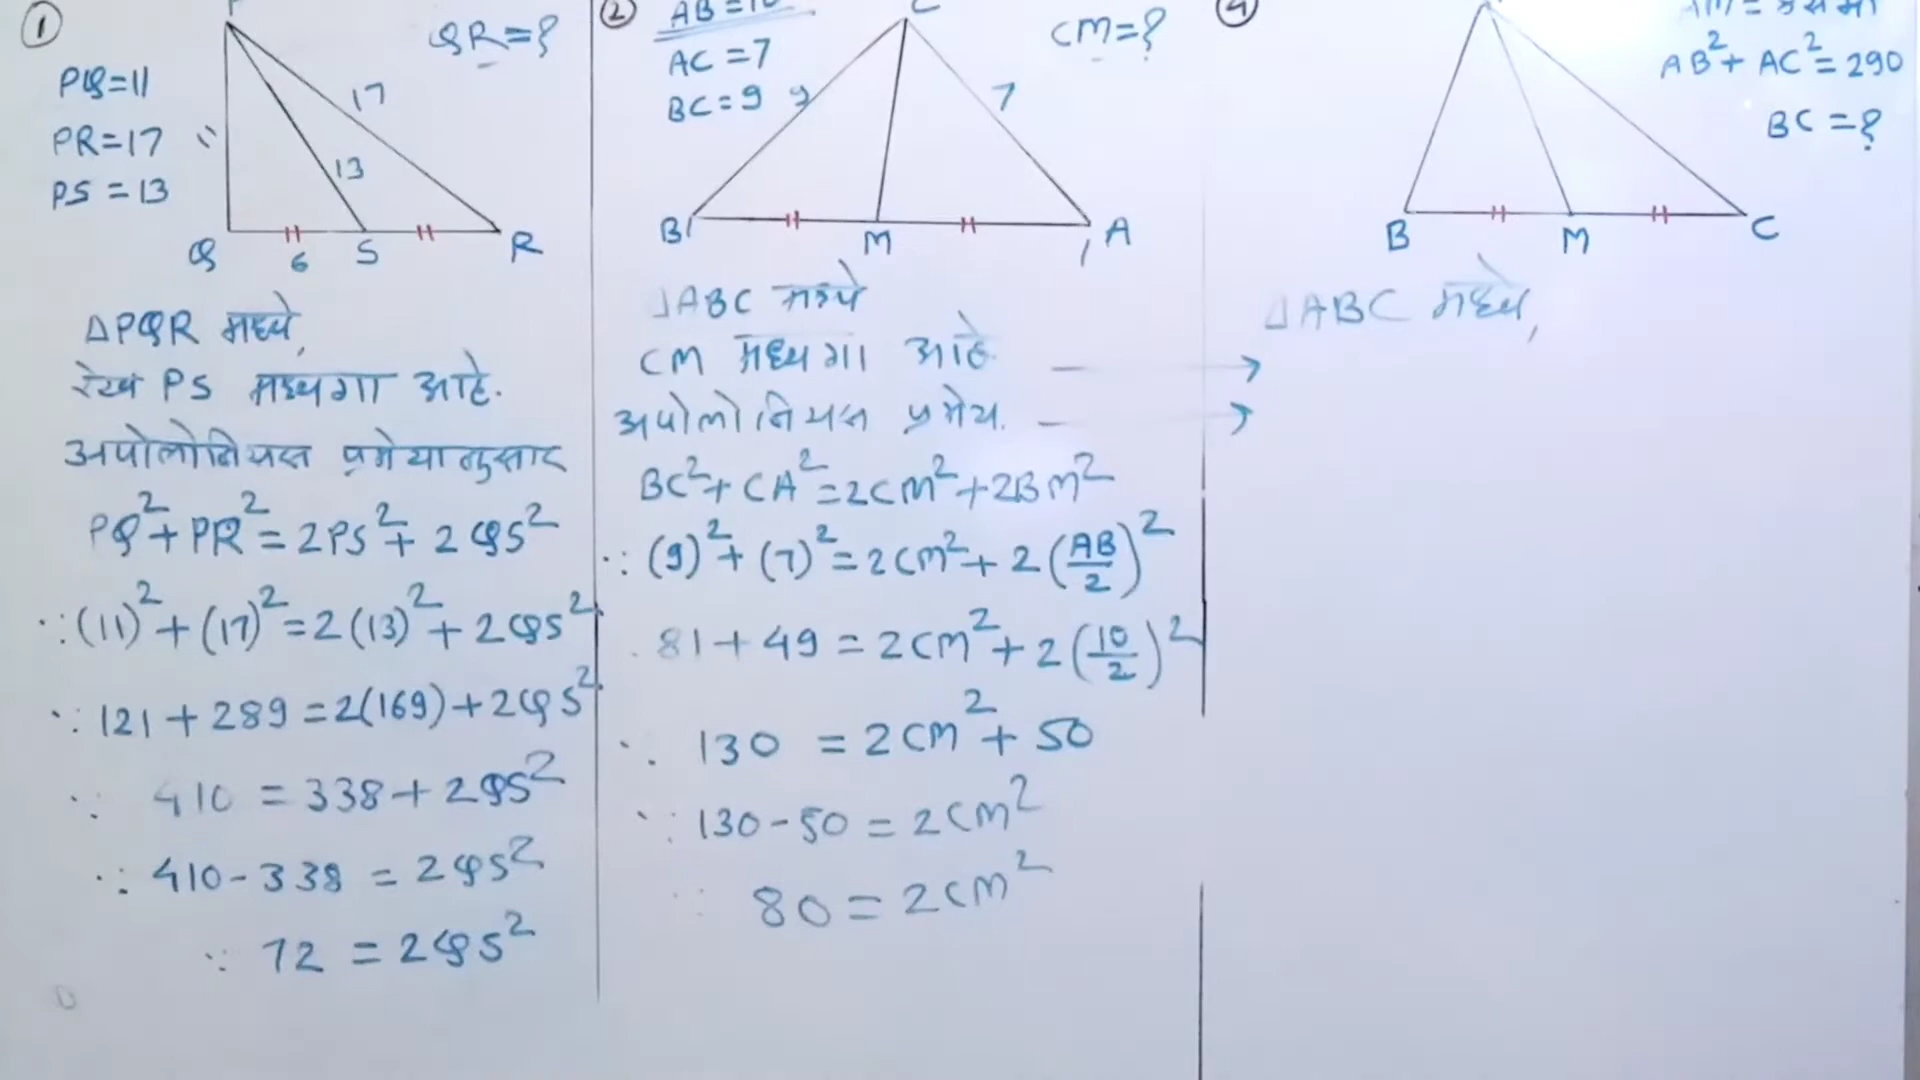 ①
PQ=11
PR=17
PS=13
QR=?
17
13
Q
6
S
R
ΔPQR मध्ये,
रेख PS मध्यगा आहे.
अपोलोनियस प्रमेयानुसार
PQ²+PR²=2PS²+2QS²
∴(11)²+(17)²=2(13)²+2QS²
∴121+289=2(169)+2QS²
∴410=338+2QS²
∴410-338=2QS²
∴72=2QS²
②
AB=10
AC=7
BC=9
CM=?
9
7
B
M
A
ΔABC मध्ये
CM मध्यगा आहे.
अपोलोनियस प्रमेय.
BC²+CA²=2CM²+2BM²
∴(9)²+(7)²=2CM²+2(AB/2)²
81+49=2CM²+2(10/2)²
∴130=2CM²+50
∴130-50=2CM²
∴80=2CM²
④
AB²+AC²=290
BC=?
B
M
C
ΔABC मध्ये,